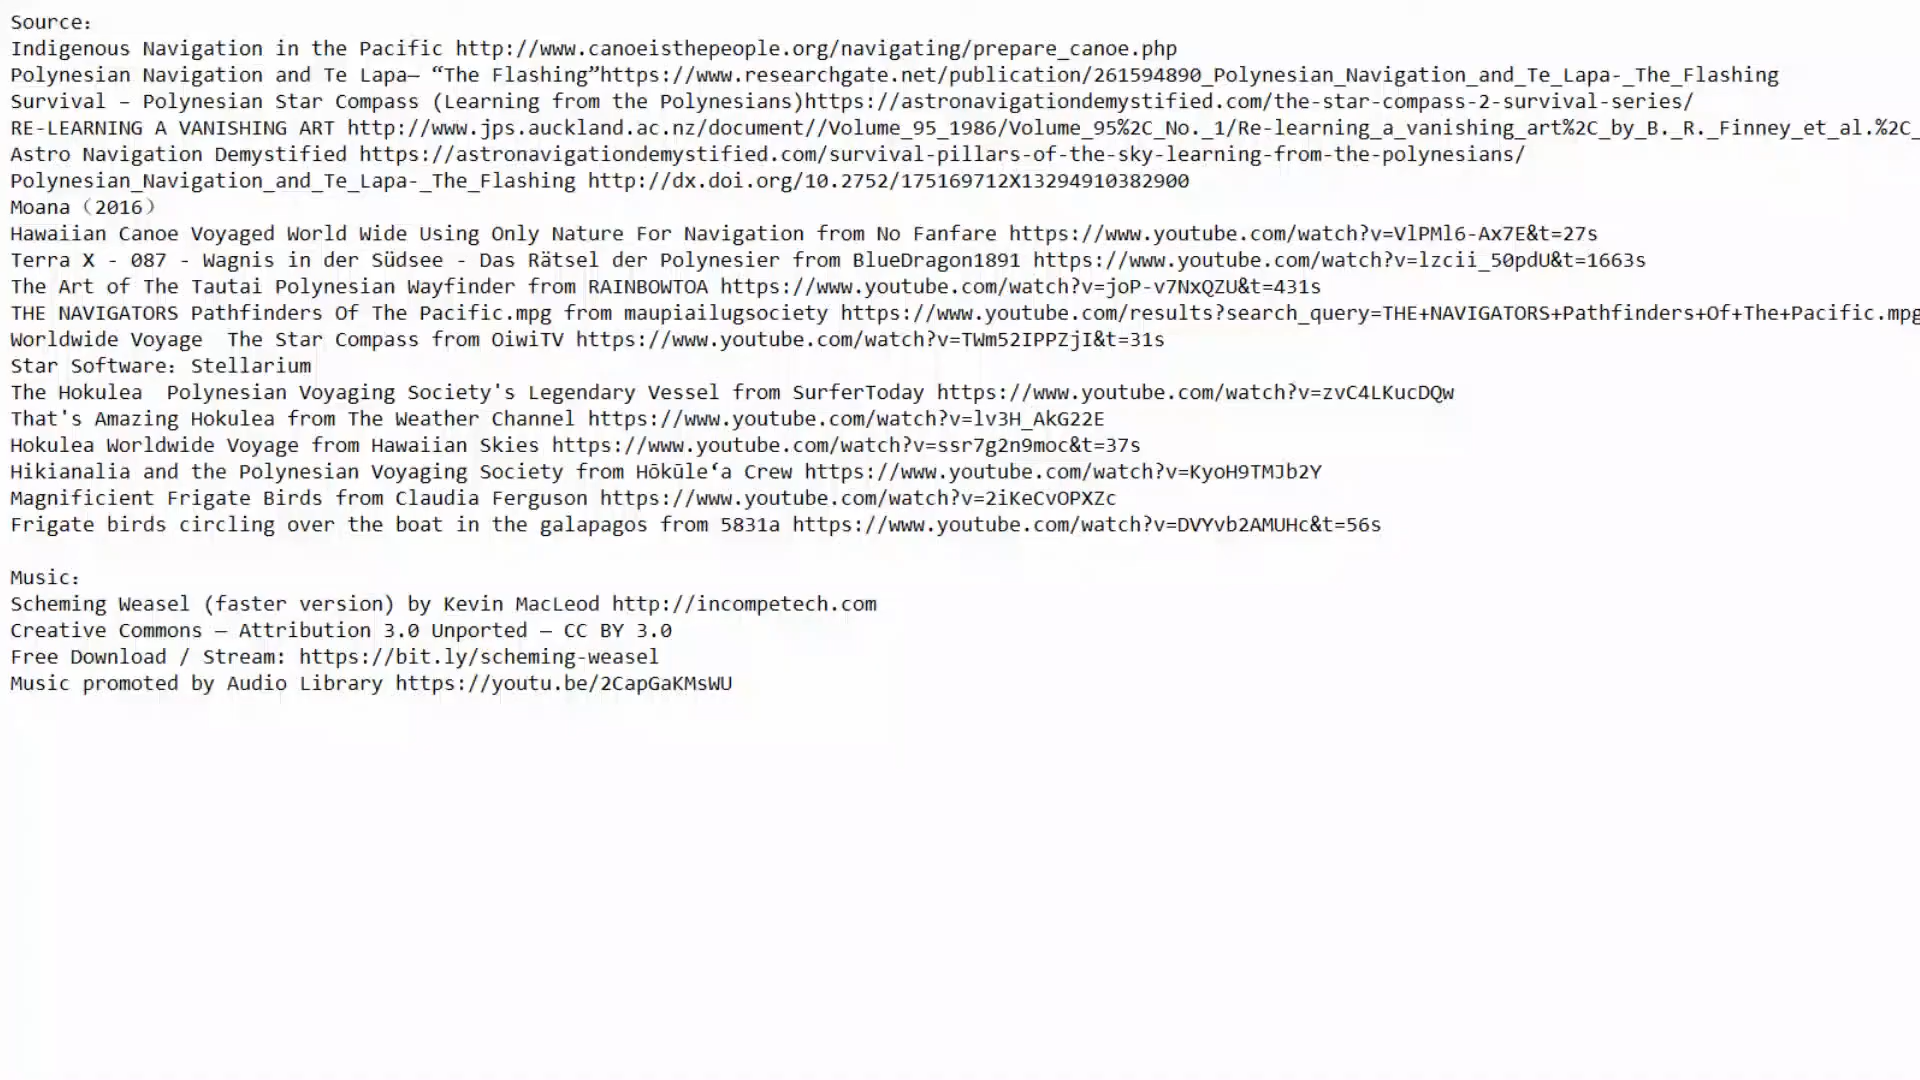 Source:
Indigenous Navigation in the Pacific http://www.canoeisthepeople.org/navigating/prepare_canoe.php
Polynesian Navigation and Te Lapa— “The Flashing”https://www.researchgate.net/publication/261594890_Polynesian_Navigation_and_Te_Lapa-_The_Flashing
Survival – Polynesian Star Compass (Learning from the Polynesians)https://astronavigationdemystified.com/the-star-compass-2-survival-series/
RE-LEARNING A VANISHING ART http://www.jps.auckland.ac.nz/document//Volume_95_1986/Volume_95%2C_No._1/Re-learning_a_vanishing_art%2C_by_B._R._Finney_et_al.%2C_
Astro Navigation Demystified https://astronavigationdemystified.com/survival-pillars-of-the-sky-learning-from-the-polynesians/
Polynesian_Navigation_and_Te_Lapa-_The_Flashing http://dx.doi.org/10.2752/175169712X13294910382900
Moana（2016）
Hawaiian Canoe Voyaged World Wide Using Only Nature For Navigation from No Fanfare https://www.youtube.com/watch?v=VlPMl6-Ax7E&t=27s
Terra X - 087 - Wagnis in der Südsee - Das Rätsel der Polynesier from BlueDragon1891 https://www.youtube.com/watch?v=lzcii_50pdU&t=1663s
The Art of The Tautai Polynesian Wayfinder from RAINBOWTOA https://www.youtube.com/watch?v=joP-v7NxQZU&t=431s
THE NAVIGATORS Pathfinders Of The Pacific.mpg from maupiailugsociety https://www.youtube.com/results?search_query=THE+NAVIGATORS+Pathfinders+Of+The+Pacific.mpg
Worldwide Voyage  The Star Compass from OiwiTV https://www.youtube.com/watch?v=TWm52IPPZjI&t=31s
Star Software: Stellarium
The Hokulea  Polynesian Voyaging Society's Legendary Vessel from SurferToday https://www.youtube.com/watch?v=zvC4LKucDQw
That's Amazing Hokulea from The Weather Channel https://www.youtube.com/watch?v=lv3H_AkG22E
Hokulea Worldwide Voyage from Hawaiian Skies https://www.youtube.com/watch?v=ssr7g2n9moc&t=37s
Hikianalia and the Polynesian Voyaging Society from Hōkūleʻa Crew https://www.youtube.com/watch?v=KyoH9TMJb2Y
Magnificient Frigate Birds from Claudia Ferguson https://www.youtube.com/watch?v=2iKeCvOPXZc
Frigate birds circling over the boat in the galapagos from 5831a https://www.youtube.com/watch?v=DVYvb2AMUHc&t=56s
Music:
Scheming Weasel (faster version) by Kevin MacLeod http://incompetech.com
Creative Commons — Attribution 3.0 Unported — CC BY 3.0
Free Download / Stream: https://bit.ly/scheming-weasel
Music promoted by Audio Library https://youtu.be/2CapGaKMsWU